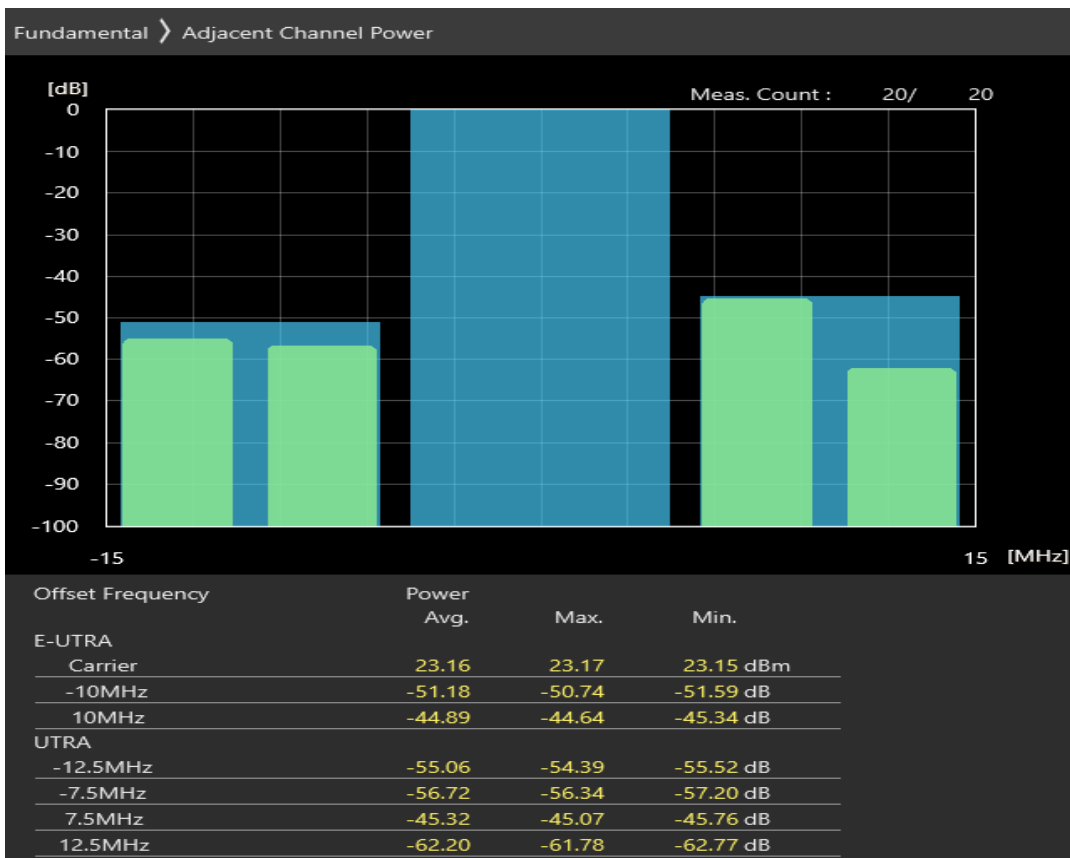 Fundamental 〉 Adjacent Channel Power
[dB]
Meas. Count : 20/ 20
0
-10
-20
-30
-40
-50
-60
-70
-80
-90
-100
-15 15 [MHz]
Offset Frequency Power
Avg. Max. Min.
E-UTRA
Carrier 23.16 23.17 23.15 dBm
-10MHz -51.18 -50.74 -51.59 dB
10MHz -44.89 -44.64 -45.34 dB
UTRA
-12.5MHz -55.06 -54.39 -55.52 dB
-7.5MHz -56.72 -56.34 -57.20 dB
7.5MHz -45.32 -45.07 -45.76 dB
12.5MHz -62.20 -61.78 -62.77 dB